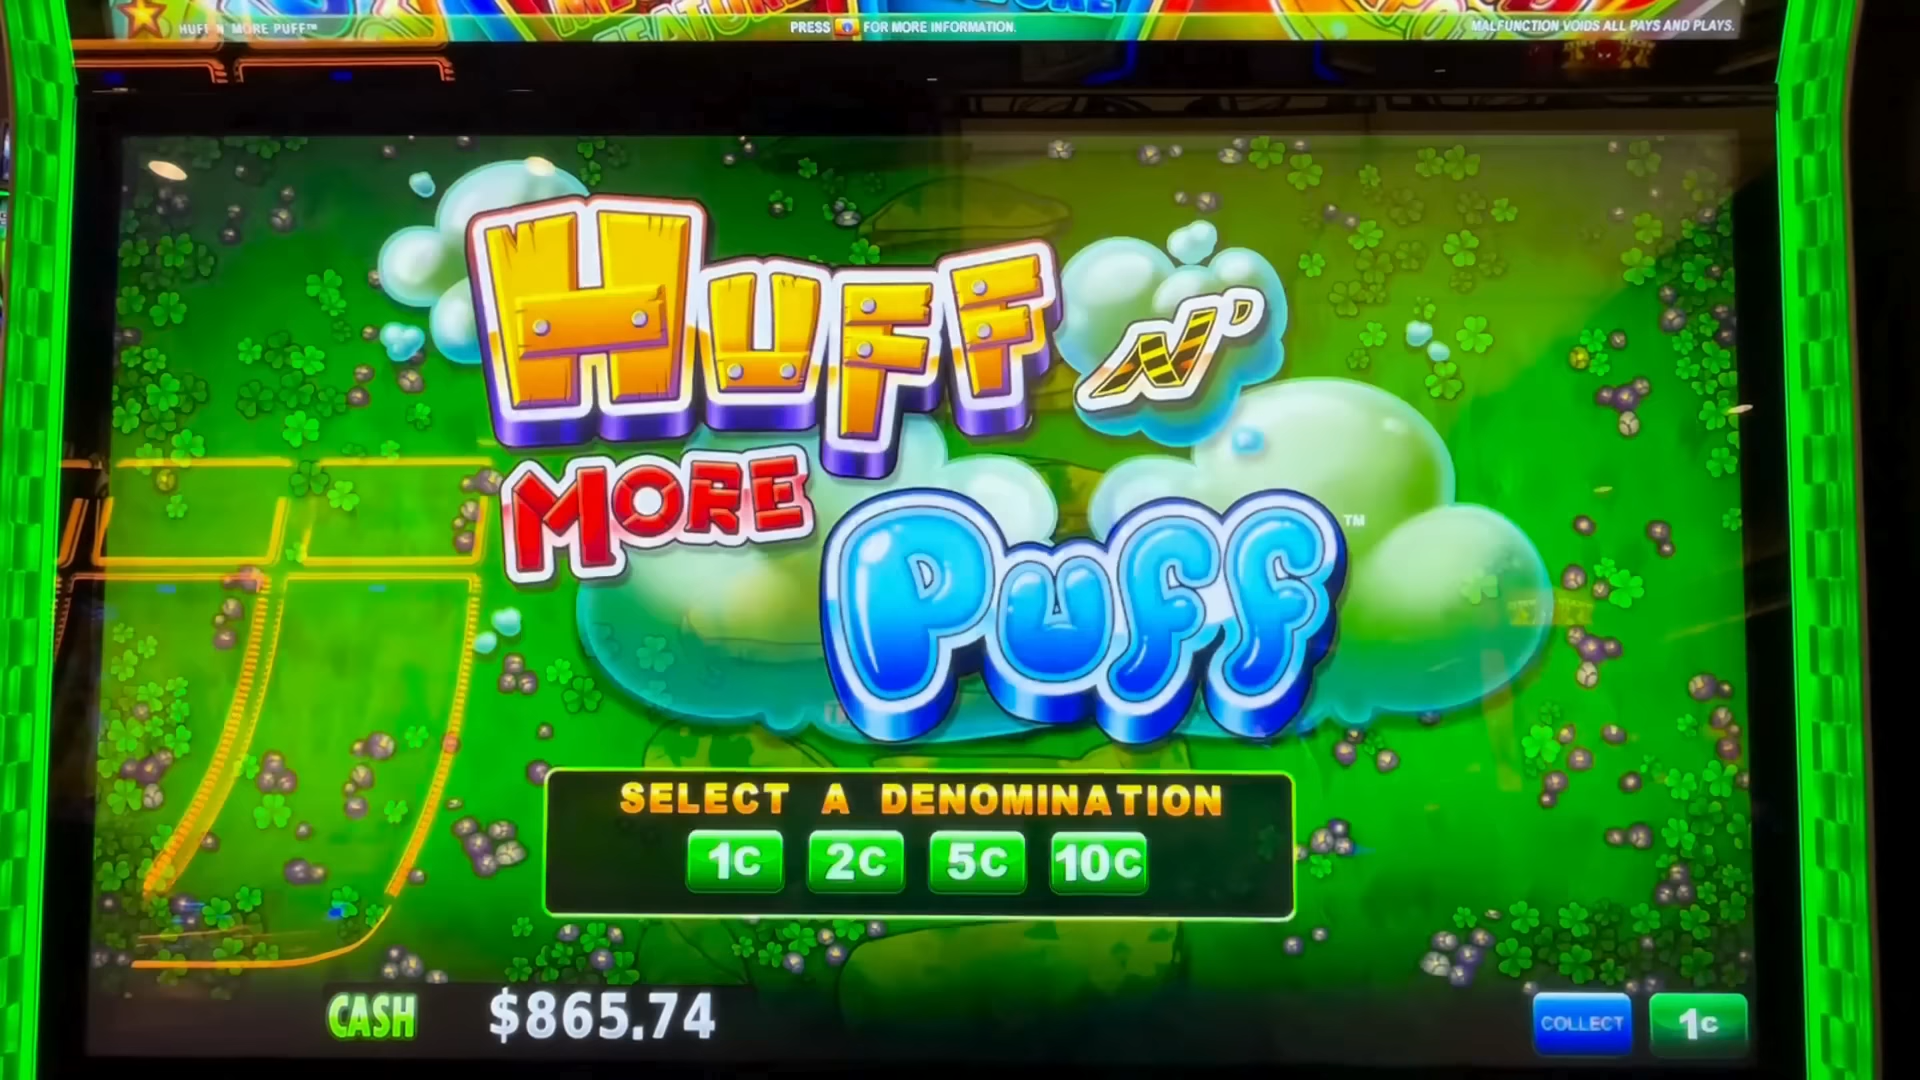 HUFF N' MORE PUFF™
PRESS FOR MORE INFORMATION.
MALFUNCTION VOIDS ALL PAYS AND PLAYS.
HUFF N'
MORE
PUFF™
SELECT A DENOMINATION
1¢ 2¢ 5¢ 10¢
CASH $865.74
COLLECT
1¢